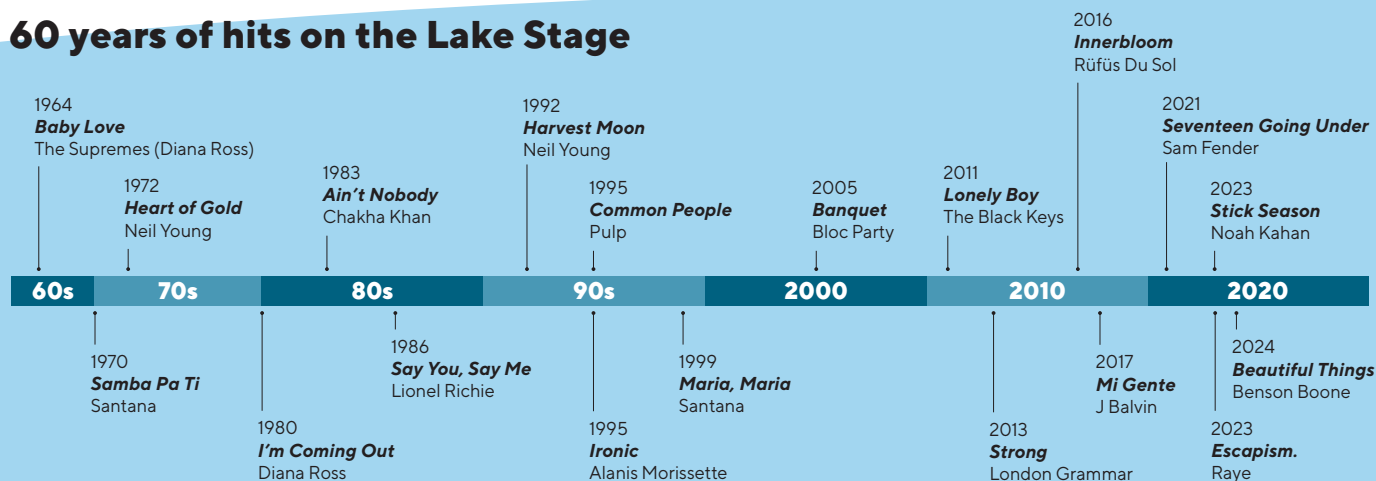 60 years of hits on the Lake Stage
1964
Baby Love
The Supremes (Diana Ross)
1972
Heart of Gold
Neil Young
1983
Ain't Nobody
Chakha Khan
1992
Harvest Moon
Neil Young
1995
Common People
Pulp
2005
Banquet
Bloc Party
2011
Lonely Boy
The Black Keys
2016
Innerbloom
Rüfüs Du Sol
2021
Seventeen Going Under
Sam Fender
2023
Stick Season
Noah Kahan
60s
70s
80s
90s
2000
2010
2020
1970
Samba Pa Ti
Santana
1980
I'm Coming Out
Diana Ross
1986
Say You, Say Me
Lionel Richie
1995
Ironic
Alanis Morissette
1999
Maria, Maria
Santana
2013
Strong
London Grammar
2017
Mi Gente
J Balvin
2023
Escapism.
Raye
2024
Beautiful Things
Benson Boone